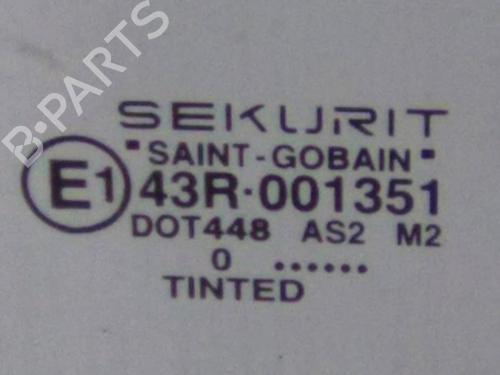 SEKURIT
"SAINT-GOBAIN"
E1 43R·001351
DOT448 AS2 M2
0 ......
TINTED
B·PARTS